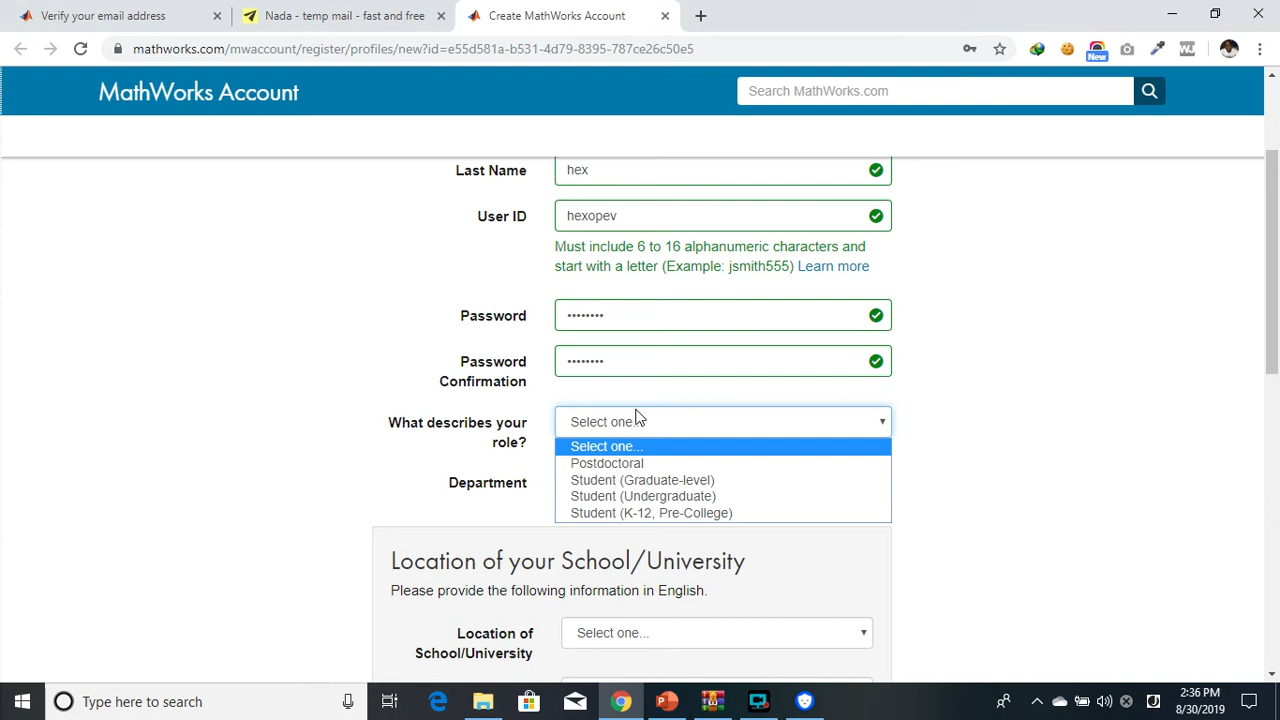 Verify your email address
Nada - temp mail - fast and free
Create MathWorks Account
mathworks.com/mwaccount/register/profiles/new?id=e55d581a-b531-4d79-8395-787ce26c50e5
New
MathWorks Account
Search MathWorks.com
Last Name
hex
User ID
hexopev
Must include 6 to 16 alphanumeric characters and
start with a letter (Example: jsmith555) Learn more
Password
••••••••
Password
Confirmation
••••••••
What describes your
role?
Select one...
Select one...
Postdoctoral
Student (Graduate-level)
Student (Undergraduate)
Student (K-12, Pre-College)
Department
Location of your School/University
Please provide the following information in English.
Location of
School/University
Select one...
Type here to search
2:36 PM
8/30/2019